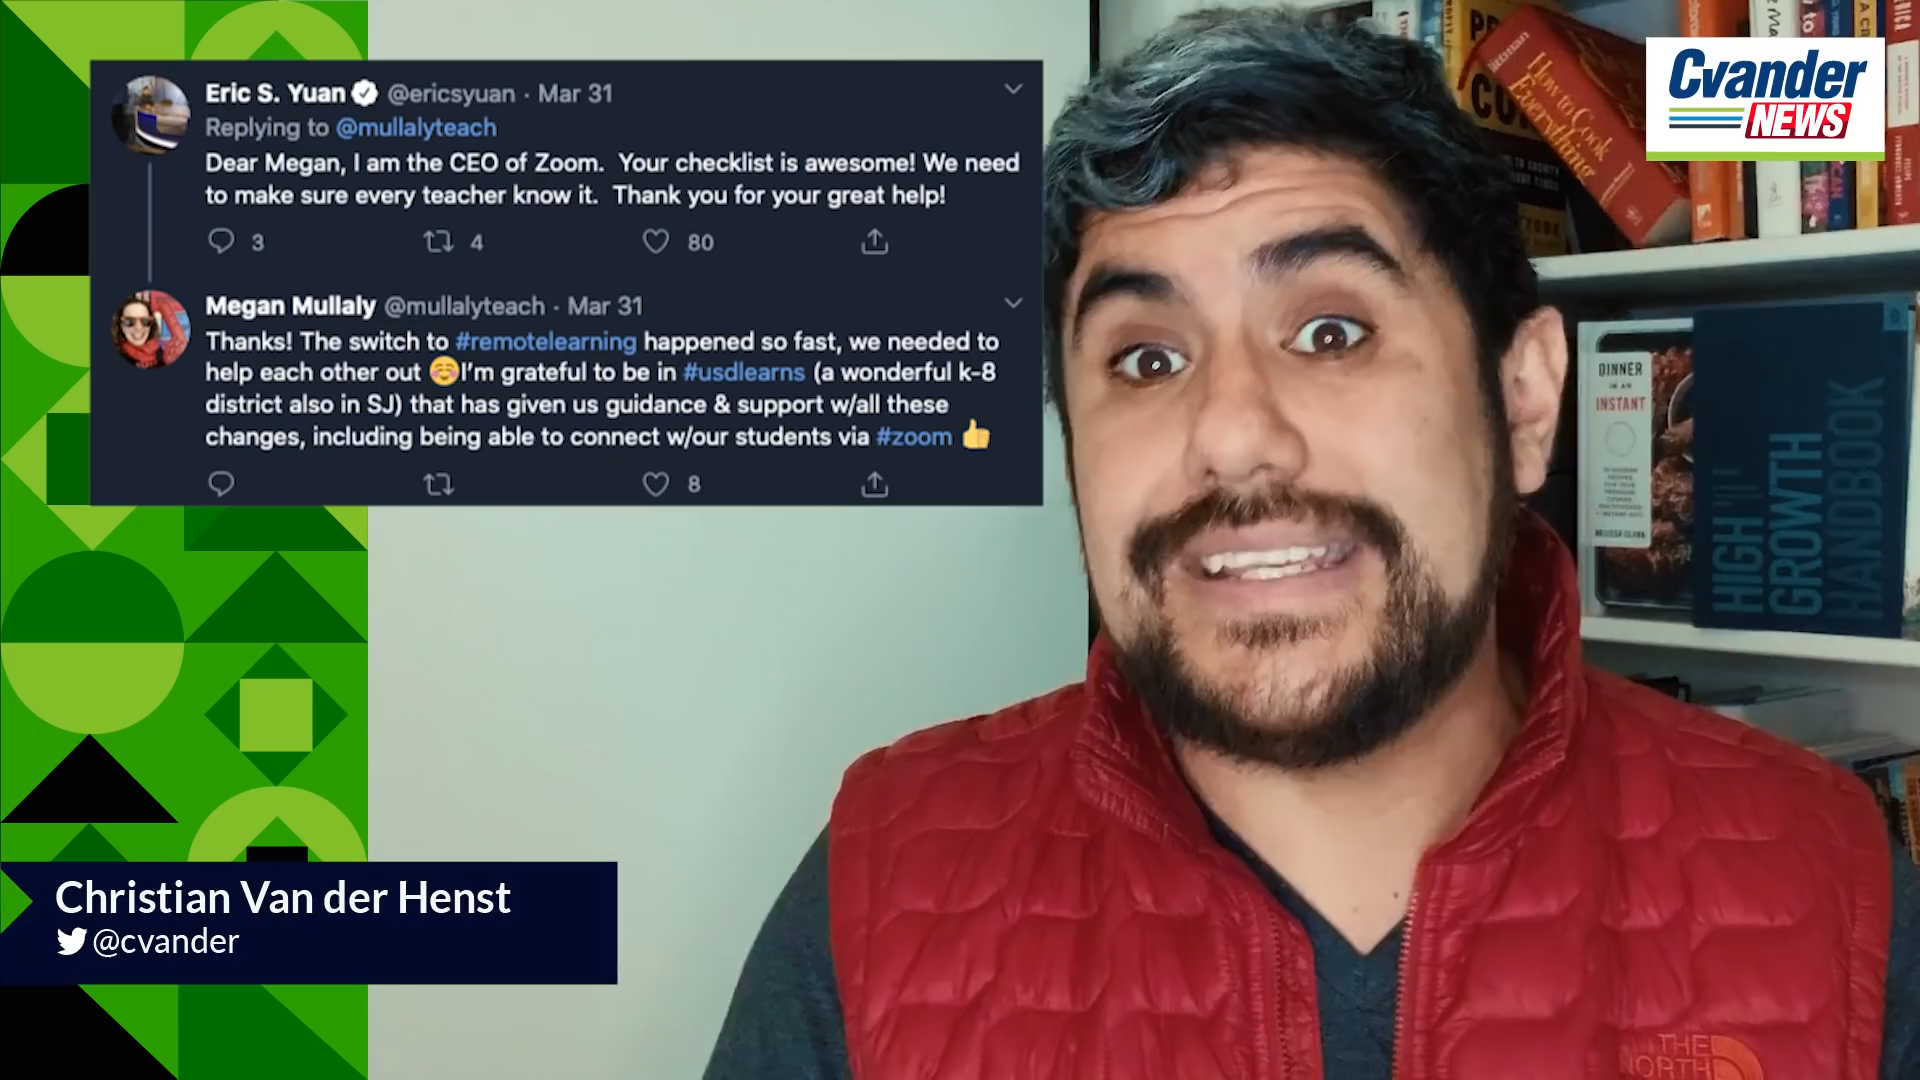 Eric S. Yuan @ericsyuan · Mar 31
Replying to @mullalyteach
Dear Megan, I am the CEO of Zoom. Your checklist is awesome! We need
to make sure every teacher know it. Thank you for your great help!
3 4 80
Megan Mullaly @mullalyteach · Mar 31
Thanks! The switch to #remotelearning happened so fast, we needed to
help each other out ☺️I'm grateful to be in #usdlearns (a wonderful k-8
district also in SJ) that has given us guidance & support w/all these
changes, including being able to connect w/our students via #zoom 👍
8
Cvander
NEWS
How to Cook
Everything
DINNER
IN AN
INSTANT
MELISSA CLARK
HIGH
GROWTH
HANDBOOK
Christian Van der Henst
@cvander
THE
NORTH